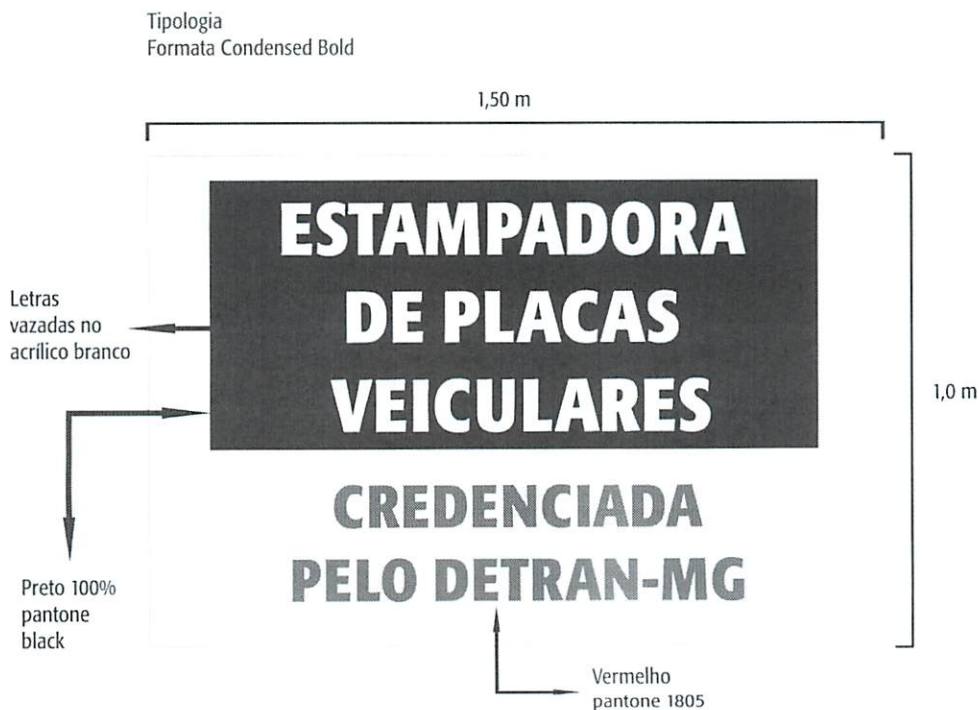 Tipologia
Formata Condensed Bold
1,50 m
ESTAMPADORA
DE PLACAS
VEICULARES
Letras
vazadas no
acrílico branco
1,0 m
CREDENCIADA
PELO DETRAN-MG
Preto 100%
pantone
black
Vermelho
pantone 1805